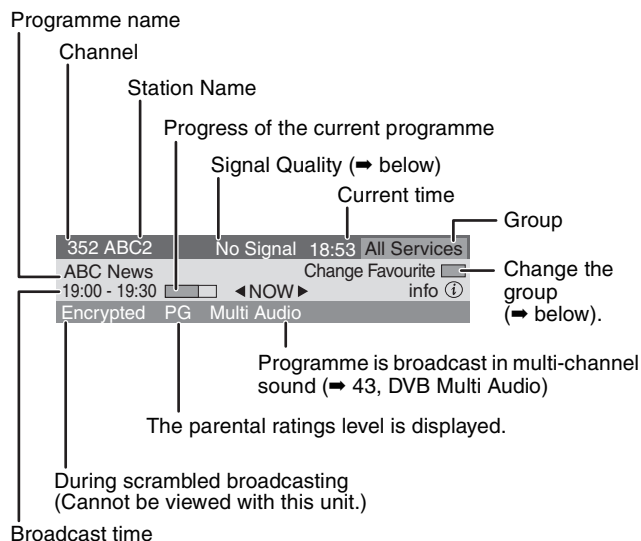 Programme name
Channel
Station Name
Progress of the current programme
Signal Quality (➡ below)
Current time
Group
352 ABC2 No Signal 18:53 All Services
ABC News Change Favourite
19:00 - 19:30 ◀NOW▶ info ⓘ
Encrypted PG Multi Audio
Change the
group
(➡ below).
Programme is broadcast in multi-channel
sound (➡ 43, DVB Multi Audio)
The parental ratings level is displayed.
During scrambled broadcasting
(Cannot be viewed with this unit.)
Broadcast time